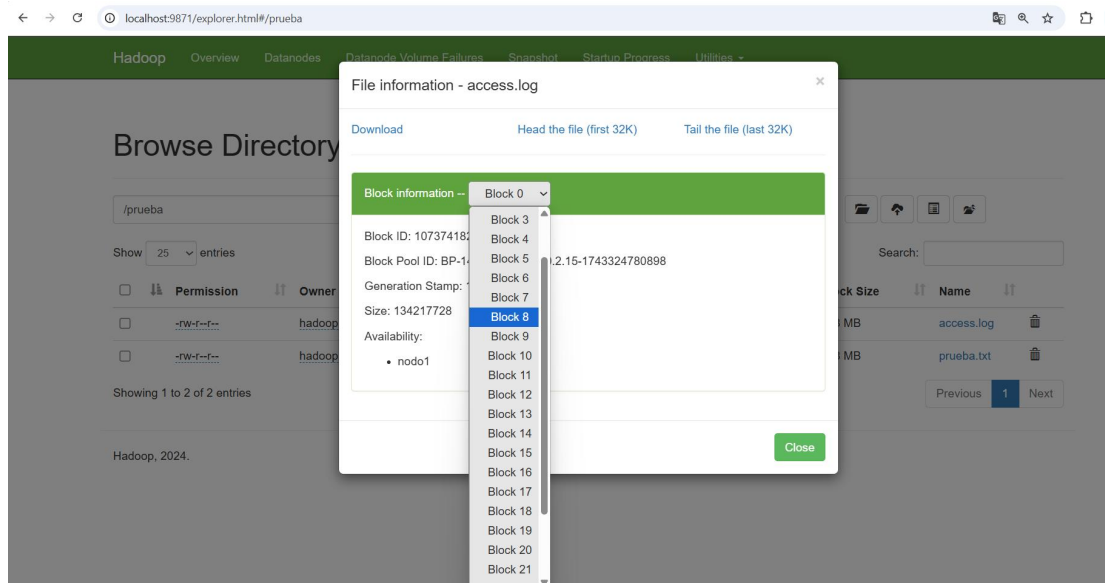 localhost:9871/explorer.html#/prueba
Hadoop Overview Datanodes Datanode Volume Failures Snapshot Startup Progress Utilities
File information - access.log ×
Download Head the file (first 32K) Tail the file (last 32K)
Browse Directory
Block information -- Block 0
/prueba
Block 3
Block 4
Block 5
Block 6
Block 7
Block 8
Block 9
Block 10
Block 11
Block 12
Block 13
Block 14
Block 15
Block 16
Block 17
Block 18
Block 19
Block 20
Block 21
Block ID: 107374182
Block Pool ID: BP-1 .2.15-1743324780898
Generation Stamp:
Size: 134217728
Availability:
• nodo1
Close
Show 25 entries Search:
Permission Owner ck Size Name
-rw-r--r-- hadoop MB access.log
-rw-r--r-- hadoop MB prueba.txt
Showing 1 to 2 of 2 entries Previous 1 Next
Hadoop, 2024.